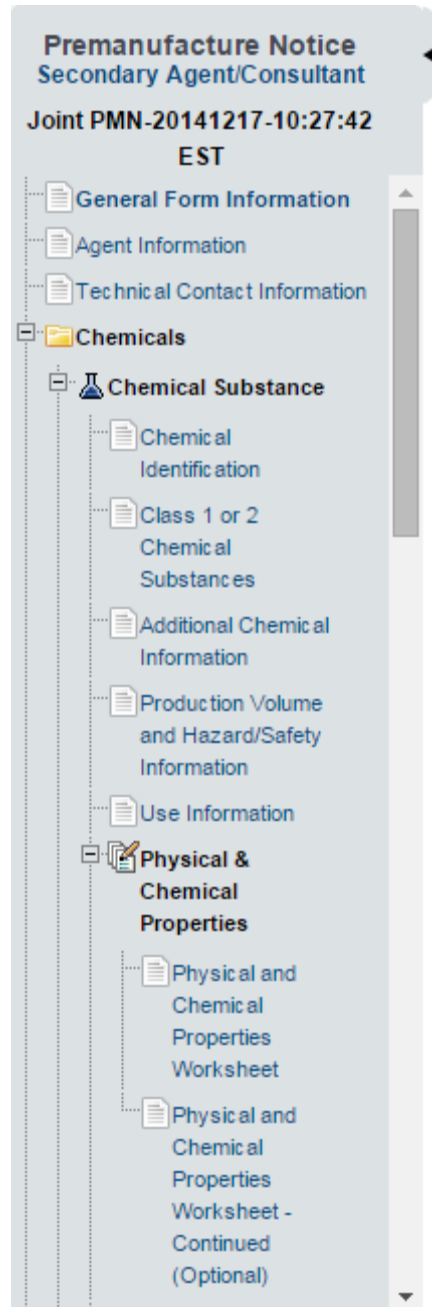 Premanufacture Notice
Secondary Agent/Consultant
Joint PMN-20141217-10:27:42
EST
General Form Information
Agent Information
Technical Contact Information
Chemicals
Chemical Substance
Chemical
Identification
Class 1 or 2
Chemical
Substances
Additional Chemical
Information
Production Volume
and Hazard/Safety
Information
Use Information
Physical &
Chemical
Properties
Physical and
Chemical
Properties
Worksheet
Physical and
Chemical
Properties
Worksheet -
Continued
(Optional)